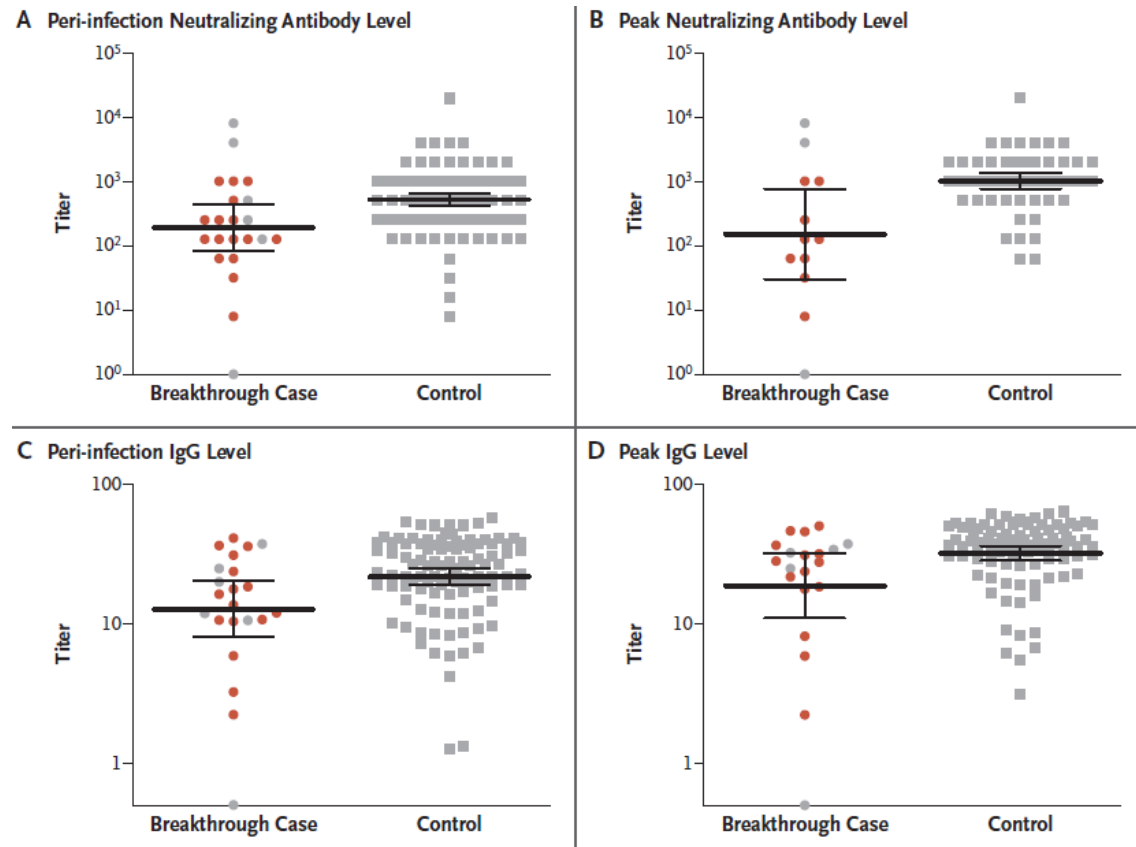 A Peri-infection Neutralizing Antibody Level
10⁵
10⁴
10³
10²
10¹
10⁰
Titer
Breakthrough Case
Control
B Peak Neutralizing Antibody Level
10⁵
10⁴
10³
10²
10¹
10⁰
Titer
Breakthrough Case
Control
C Peri-infection IgG Level
100
10
1
Titer
Breakthrough Case
Control
D Peak IgG Level
100
10
1
Titer
Breakthrough Case
Control